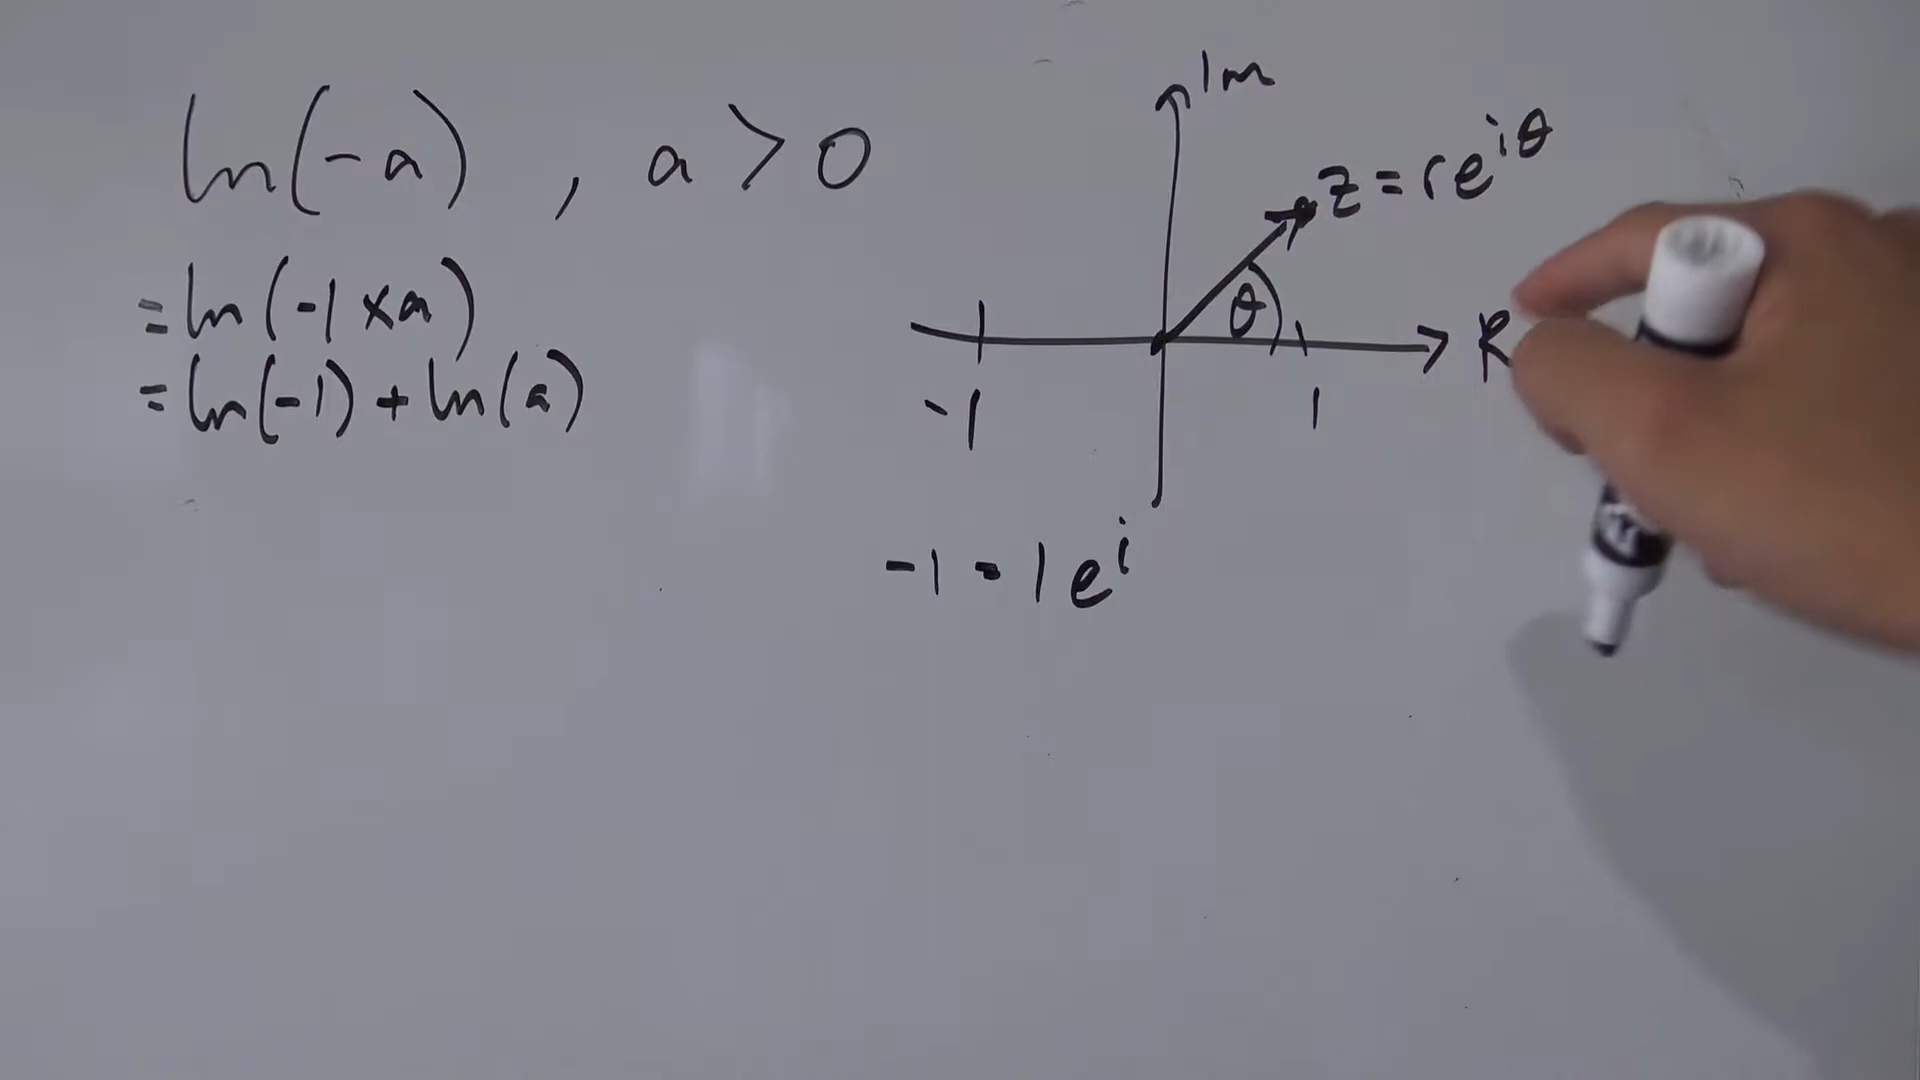 ln(-a) , a > 0
= ln(-1 × a)
= ln(-1) + ln(a)
Im
z = re^{iθ}
θ
R
-1
1
-1 = 1e^{i